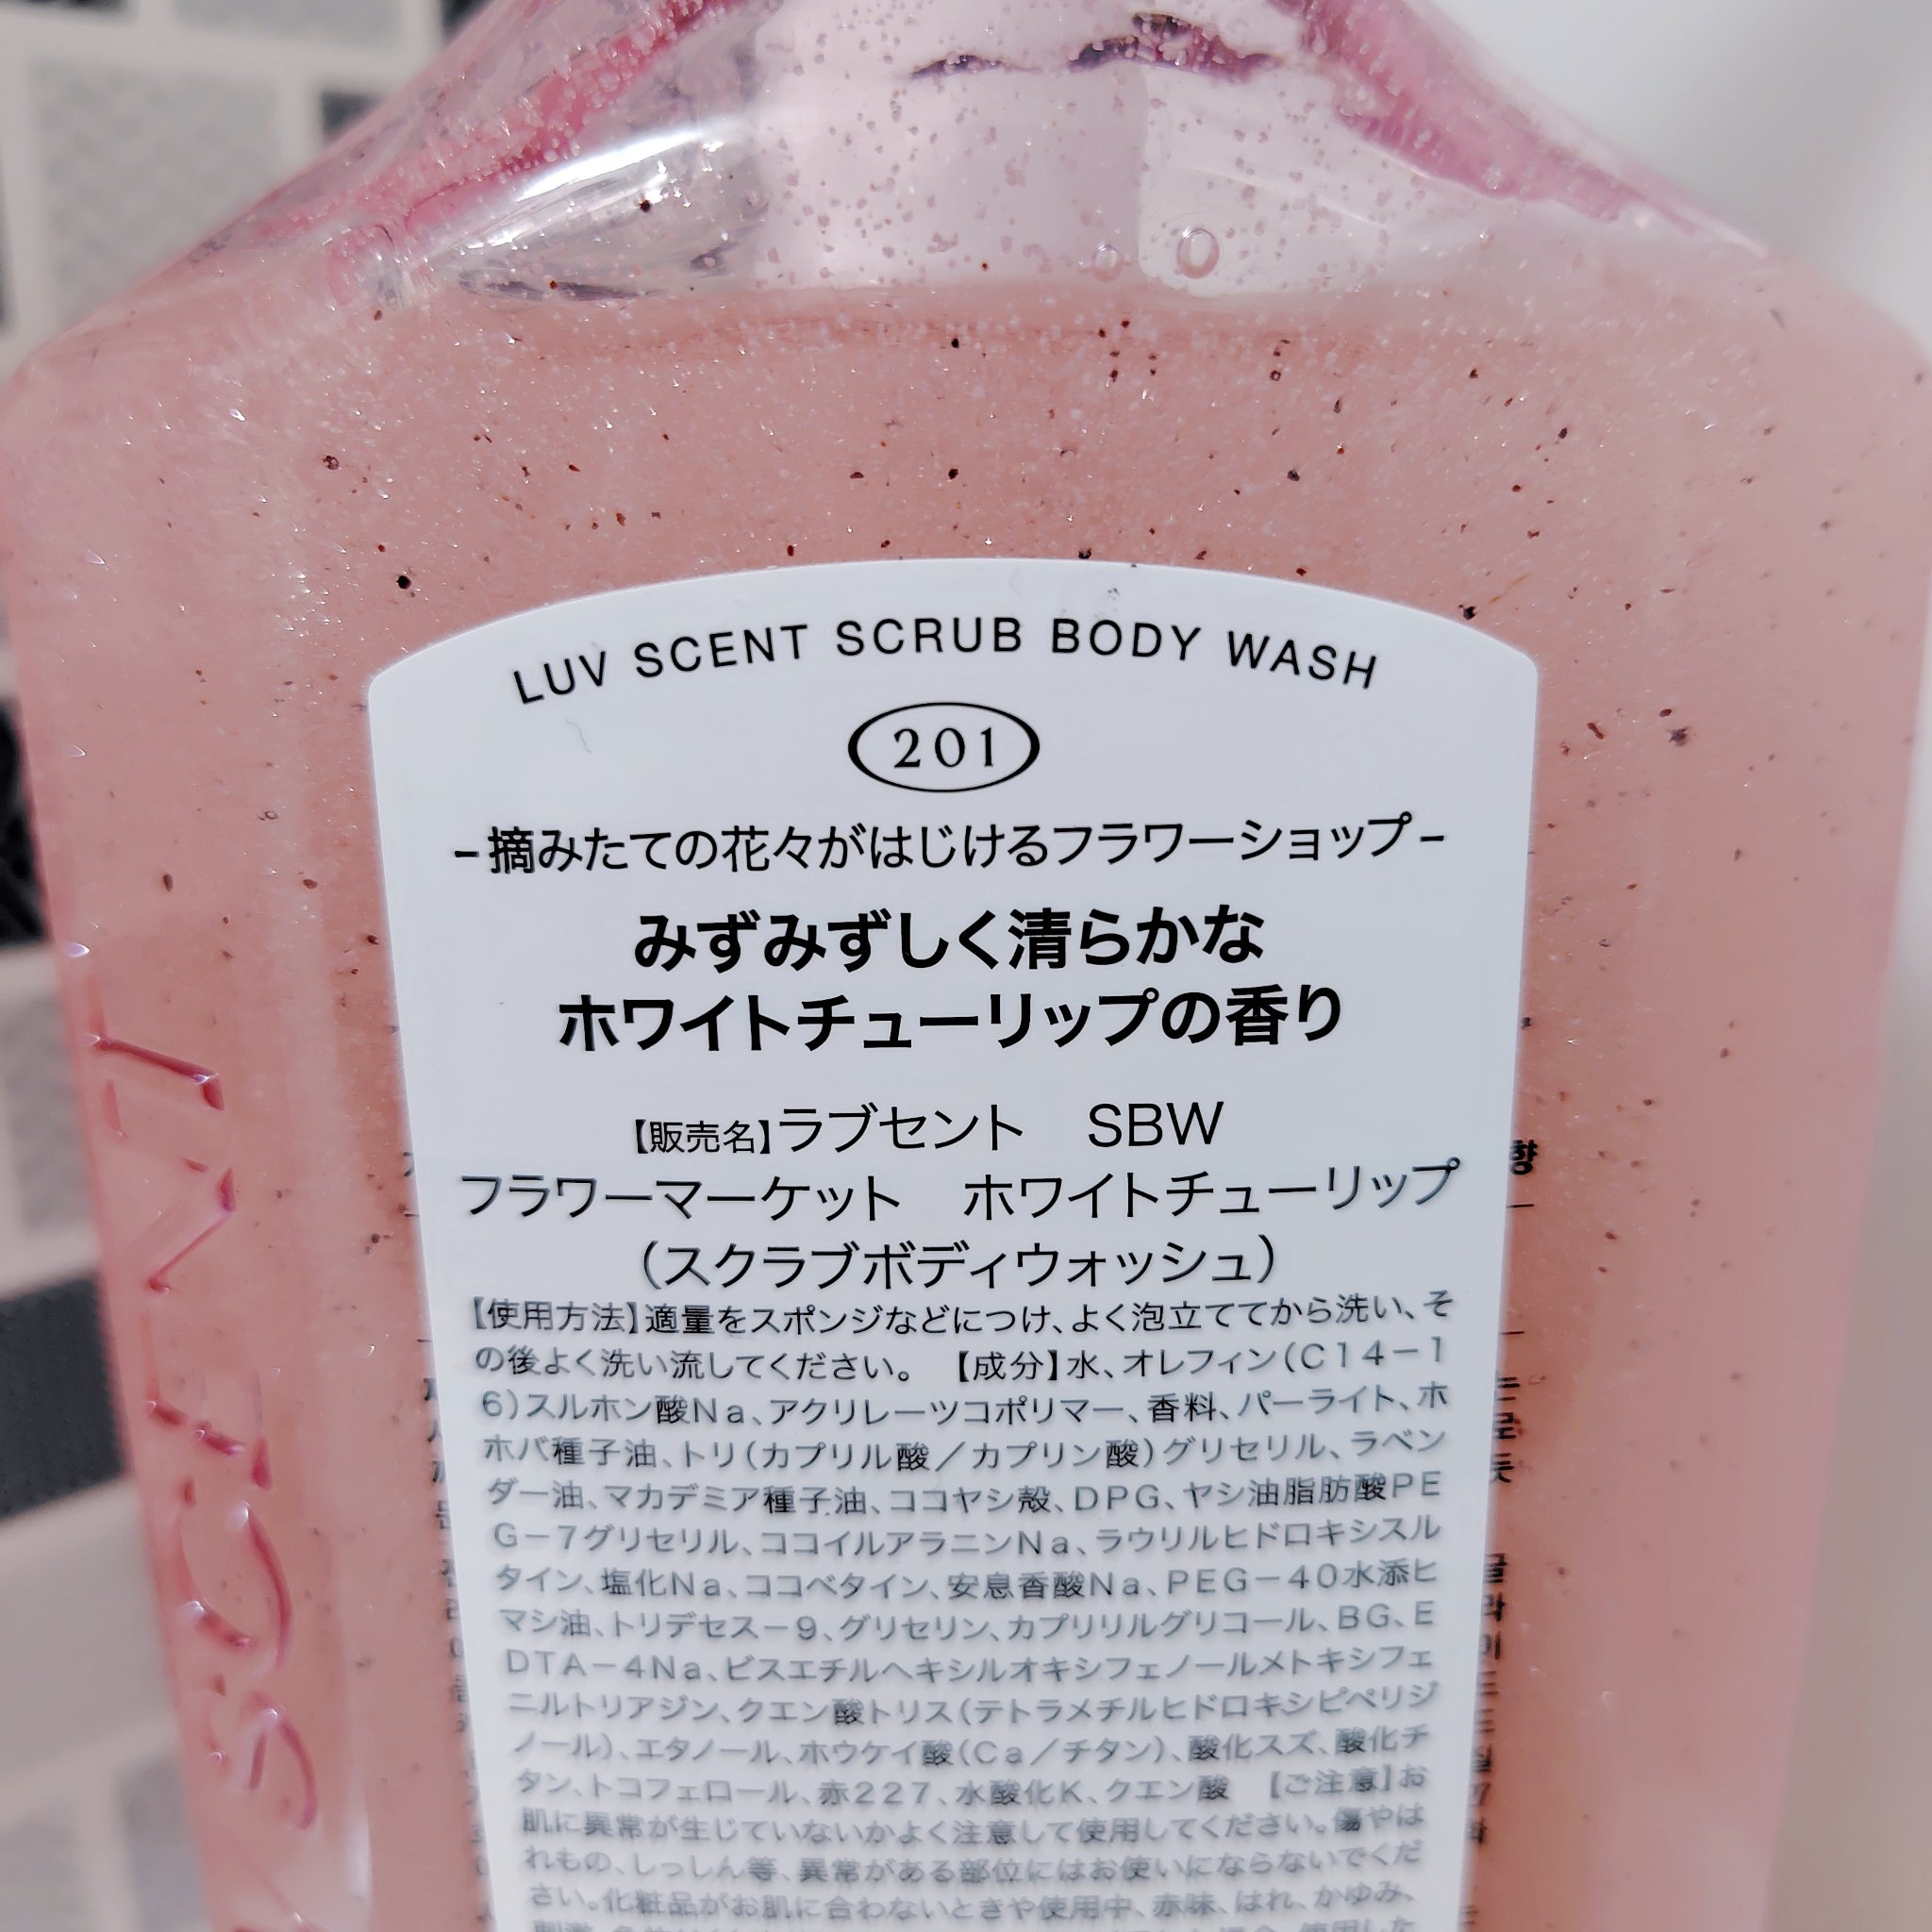 LUV SCENT SCRUB BODY WASH
201
-摘みたての花々がはじけるフラワーショップ-
みずみずしく清らかな
ホワイトチューリップの香り
【販売名】ラブセント　SBW
フラワーマーケット　ホワイトチューリップ
(スクラブボディウォッシュ)
【使用方法】適量をスポンジなどにつけ、よく泡立ててから洗い、そ
の後よく洗い流してください。 【成分】水、オレフィン(C14-1
6)スルホン酸Na、アクリレーツコポリマー、香料、パーライト、ホ
ホバ種子油、トリ(カプリル酸/カプリン酸)グリセリル、ラベン
ダー油、マカデミア種子油、ココヤシ殻、DPG、ヤシ油脂肪酸PE
G-7グリセリル、ココイルアラニンNa、ラウリルヒドロキシスル
タイン、塩化Na、ココベタイン、安息香酸Na、PEG-40水添ヒ
マシ油、トリデセス-9、グリセリン、カプリリルグリコール、BG、E
DTA-4Na、ビスエチルヘキシルオキシフェノールメトキシフェ
ニルトリアジン、クエン酸トリス(テトラメチルヒドロキシピペリジ
ノール)、エタノール、ホウケイ酸(Ca/チタン)、酸化スズ、酸化チ
タン、トコフェロール、赤227、水酸化K、クエン酸 【ご注意】お
肌に異常が生じていないかよく注意して使用してください。傷やは
れもの、しっしん等、異常がある部位にはお使いにならないでくだ
さい。化粧品がお肌に合わないときや使用中、赤味、はれ、かゆみ、
SCENT
향